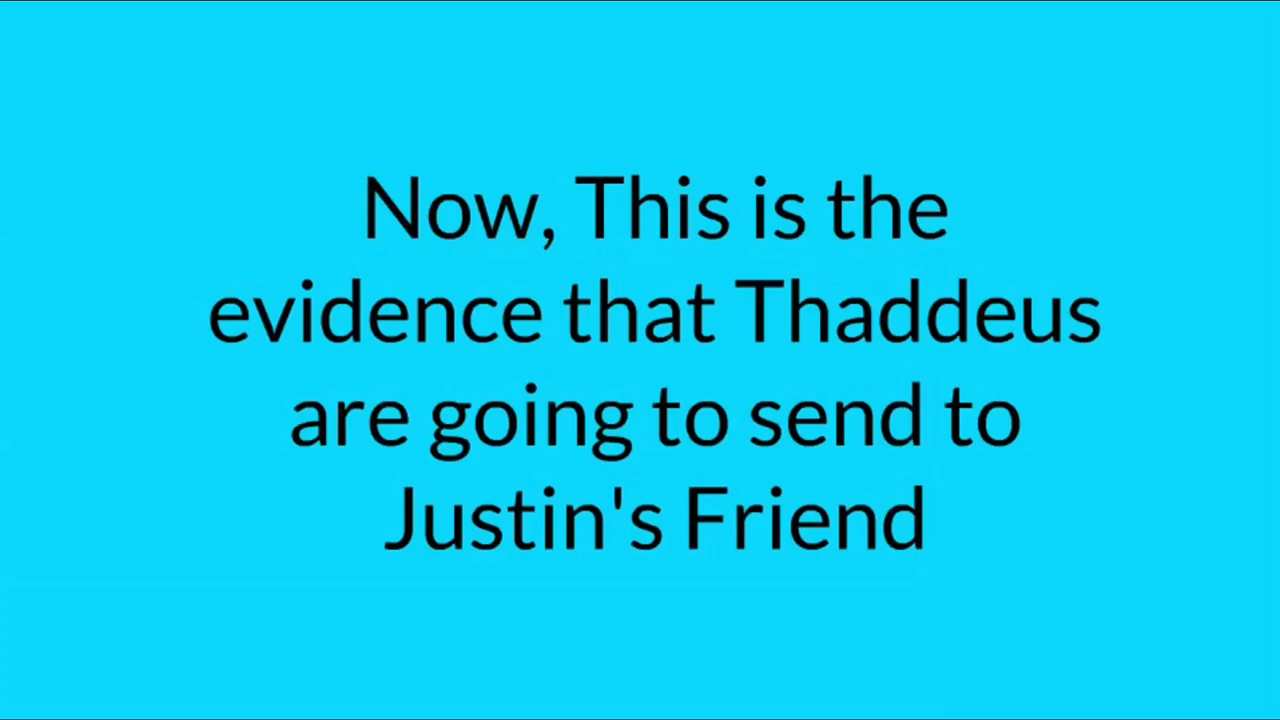 Now, This is the
evidence that Thaddeus
are going to send to
Justin's Friend